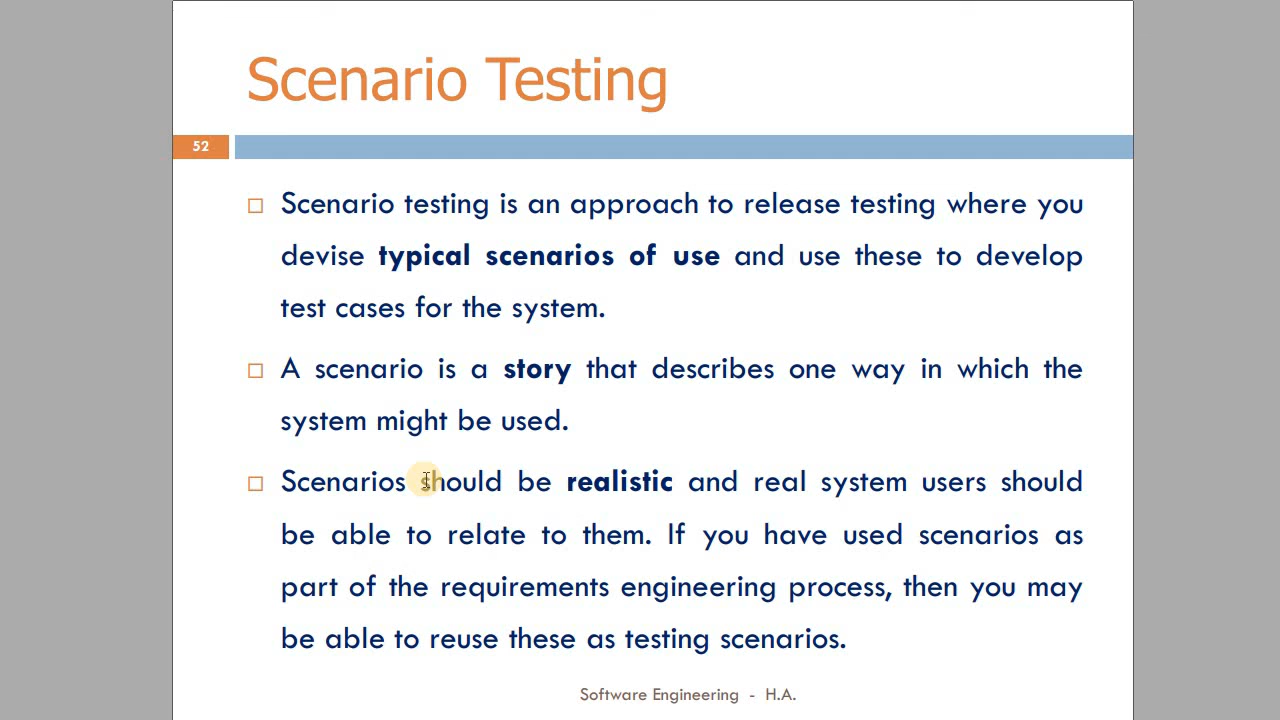 Scenario Testing
52
Scenario testing is an approach to release testing where you
devise typical scenarios of use and use these to develop
test cases for the system.
A scenario is a story that describes one way in which the
system might be used.
Scenarios should be realistic and real system users should
be able to relate to them. If you have used scenarios as
part of the requirements engineering process, then you may
be able to reuse these as testing scenarios.
Software Engineering - H.A.